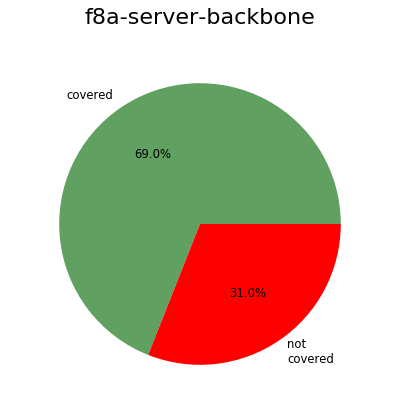 f8a-server-backbone
covered
69.0%
31.0%
not
covered